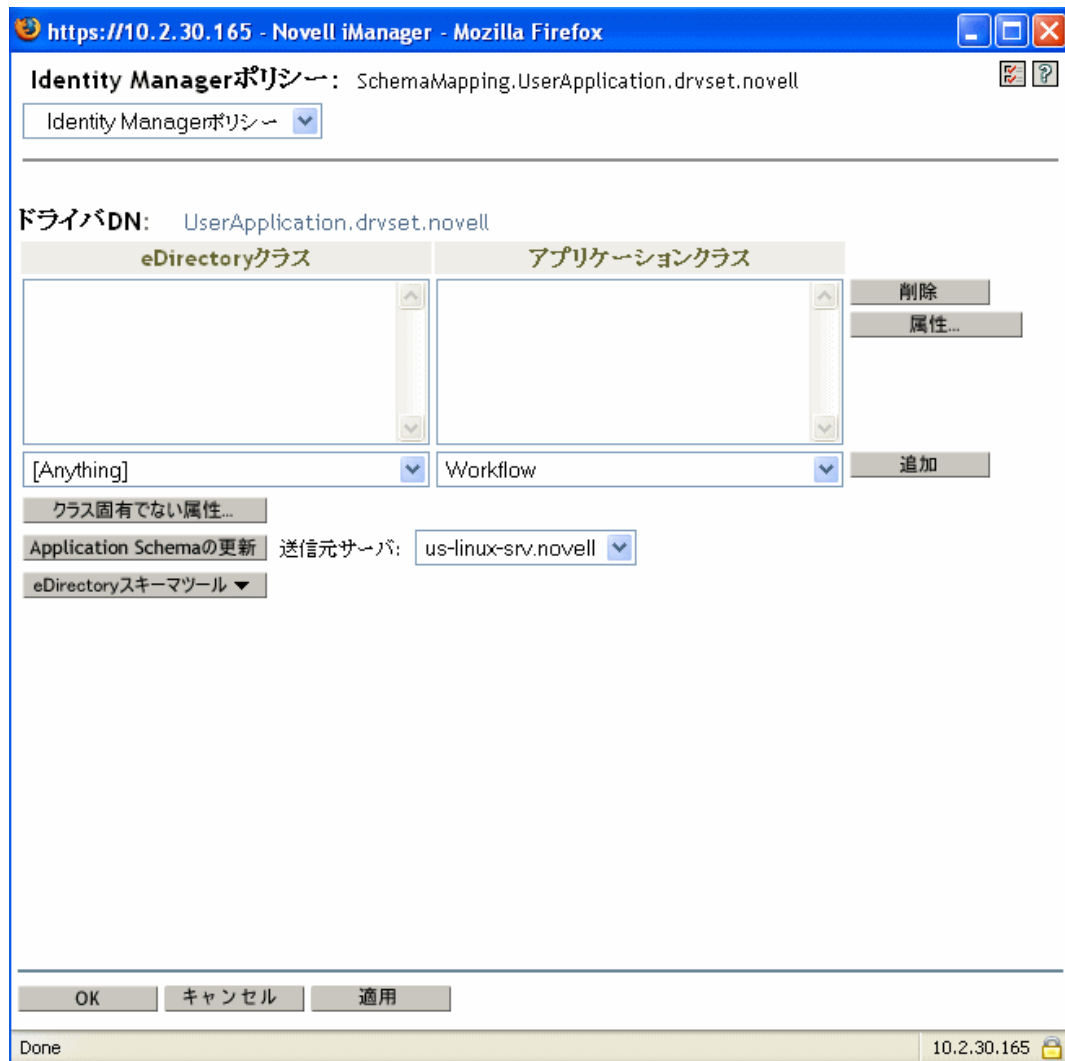 https://10.2.30.165 - Novell iManager - Mozilla Firefox
Identity Managerポリシー: SchemaMapping.UserApplication.drvset.novell
Identity Managerポリシー
ドライバDN: UserApplication.drvset.novell
eDirectoryクラス アプリケーションクラス
削除
属性...
[Anything] Workflow 追加
クラス固有でない属性...
Application Schemaの更新 送信元サーバ: us-linux-srv.novell
eDirectoryスキーマツール
OK キャンセル 適用
Done 10.2.30.165